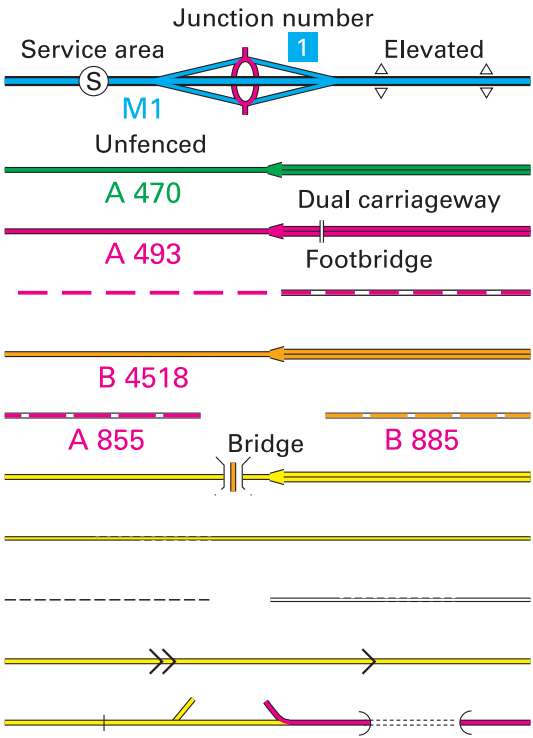 Junction number
Service area
1
Elevated
S
M1
Unfenced
A 470
Dual carriageway
A 493
Footbridge
B 4518
A 855
Bridge
B 885